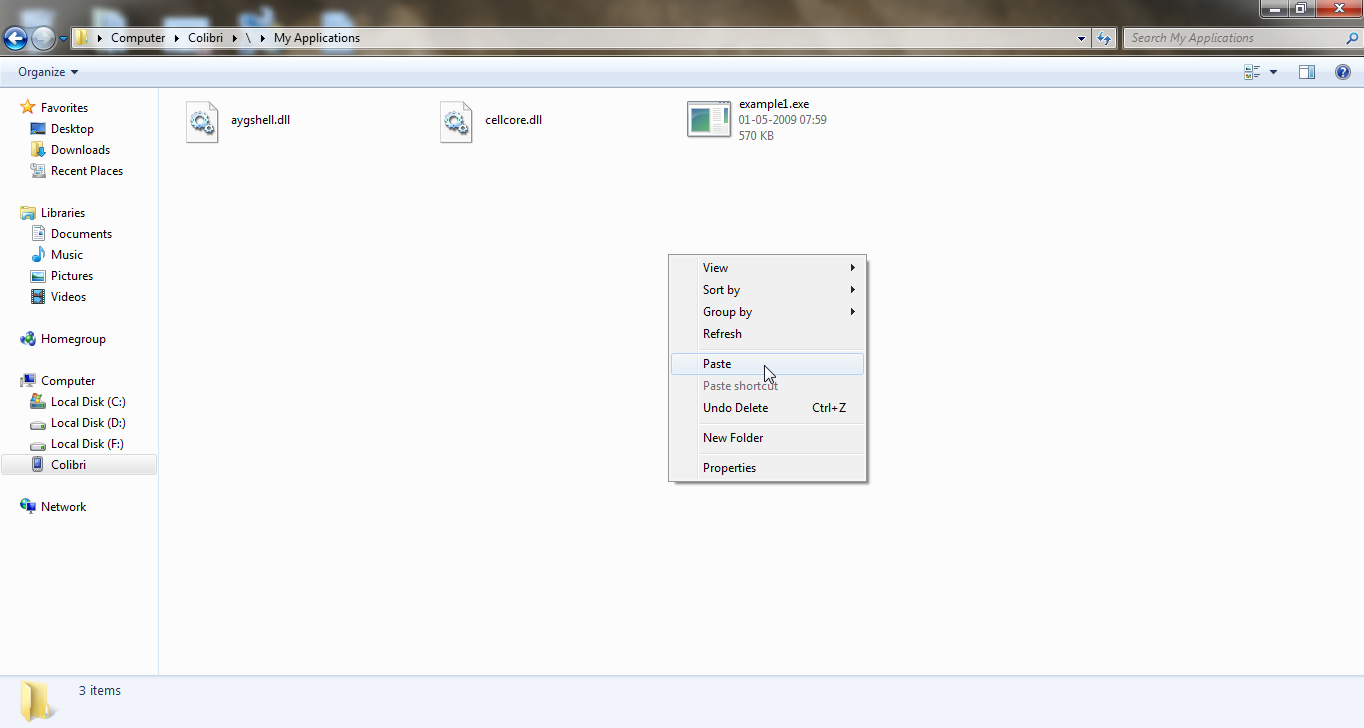 Computer Colibri \ My Applications
Search My Applications
Organize
Favorites
Desktop
Downloads
Recent Places
Libraries
Documents
Music
Pictures
Videos
Homegroup
Computer
Local Disk (C:)
Local Disk (D:)
Local Disk (F:)
Colibri
Network
aygshell.dll
cellcore.dll
example1.exe
01-05-2009 07:59
570 KB
View
Sort by
Group by
Refresh
Paste
Paste shortcut
Undo Delete Ctrl+Z
New Folder
Properties
3 items